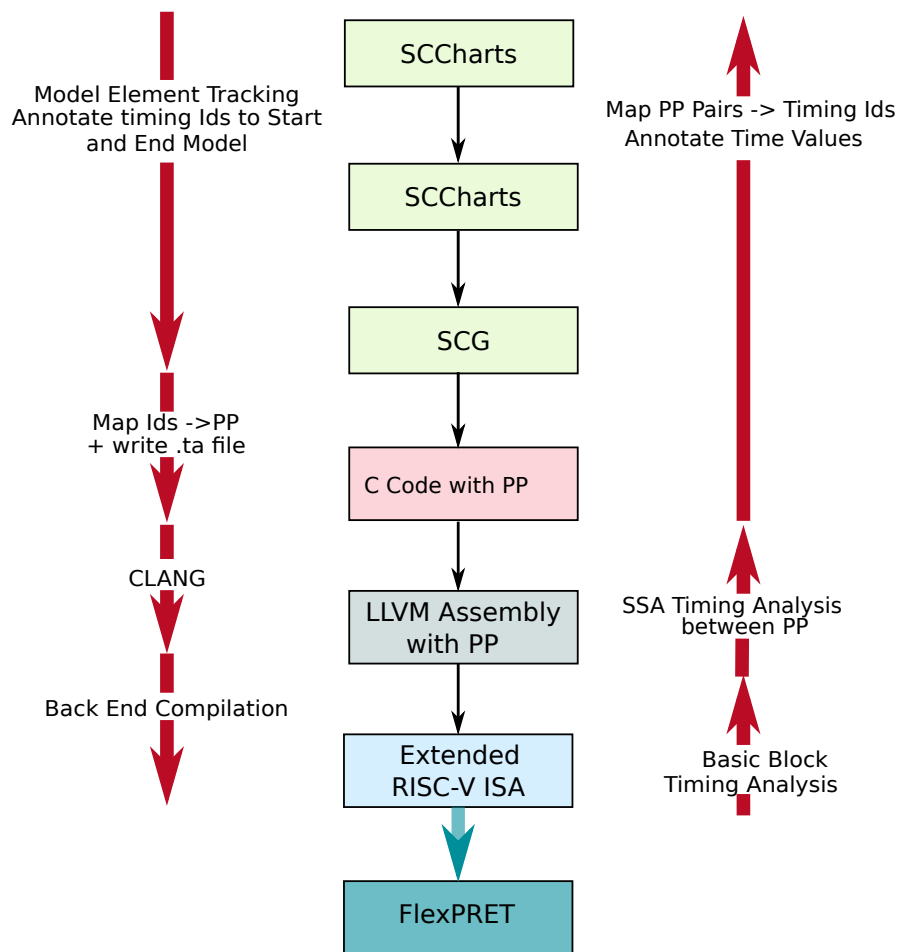 SCCharts
Model Element Tracking
Annotate timing Ids to Start
and End Model
Map PP Pairs -> Timing Ids
Annotate Time Values
SCCharts
SCG
Map Ids ->PP
+ write .ta file
C Code with PP
CLANG
LLVM Assembly
with PP
SSA Timing Analysis
between PP
Back End Compilation
Extended
RISC-V ISA
Basic Block
Timing Analysis
FlexPRET